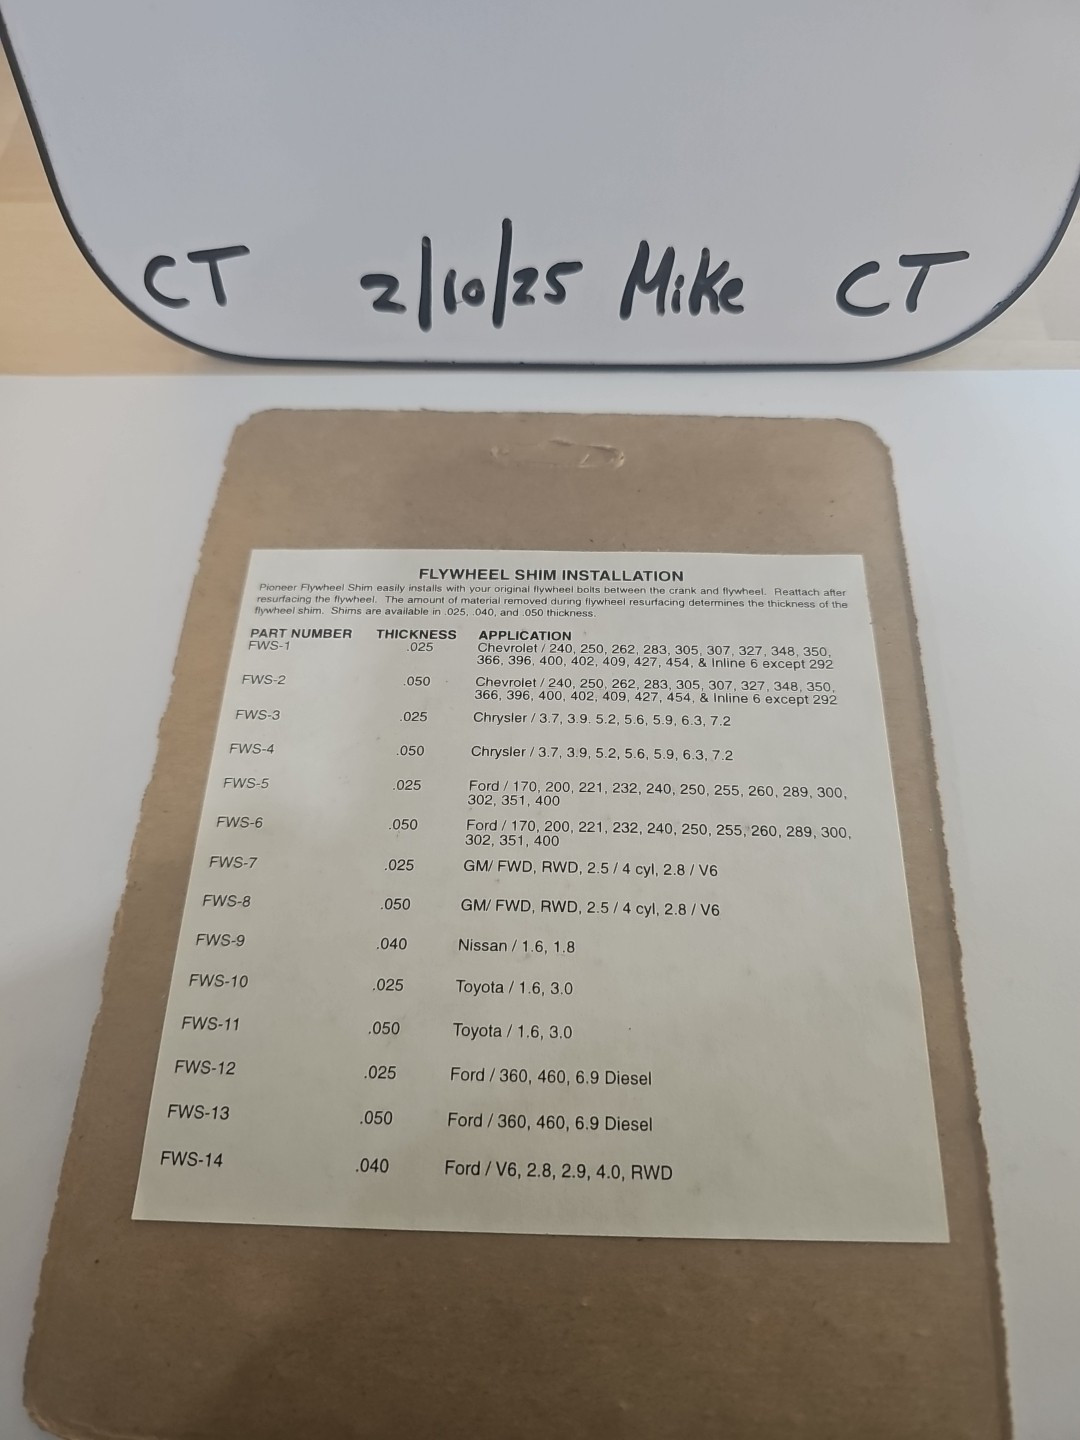 CT 2/10/25 Mike CT
FLYWHEEL SHIM INSTALLATION
Pioneer Flywheel Shim easily installs with your original flywheel bolts between the crank and flywheel. Reattach after
resurfacing the flywheel. The amount of material removed during flywheel resurfacing determines the thickness of the
flywheel shim. Shims are available in .025, .040, and .050 thickness.
PART NUMBER THICKNESS APPLICATION
FWS-1 .025 Chevrolet / 240, 250, 262, 283, 305, 307, 327, 348, 350,
366, 396, 400, 402, 409, 427, 454, & Inline 6 except 292
FWS-2 .050 Chevrolet / 240, 250, 262, 283, 305, 307, 327, 348, 350,
366, 396, 400, 402, 409, 427, 454, & Inline 6 except 292
FWS-3 .025 Chrysler / 3.7, 3.9. 5.2, 5.6, 5.9, 6.3, 7.2
FWS-4 .050 Chrysler / 3.7, 3.9, 5.2, 5.6, 5.9, 6.3, 7.2
FWS-5 .025 Ford / 170, 200, 221, 232, 240, 250, 255, 260, 289, 300,
302, 351, 400
FWS-6 .050 Ford / 170, 200, 221, 232, 240, 250, 255, 260, 289, 300,
302, 351, 400
FWS-7 .025 GM/ FWD, RWD, 2.5 / 4 cyl, 2.8 / V6
FWS-8 .050 GM/ FWD, RWD, 2.5 / 4 cyl, 2.8 / V6
FWS-9 .040 Nissan / 1.6, 1.8
FWS-10 .025 Toyota / 1.6, 3.0
FWS-11 .050 Toyota / 1.6, 3.0
FWS-12 .025 Ford / 360, 460, 6.9 Diesel
FWS-13 .050 Ford / 360, 460, 6.9 Diesel
FWS-14 .040 Ford / V6, 2.8, 2.9, 4.0, RWD